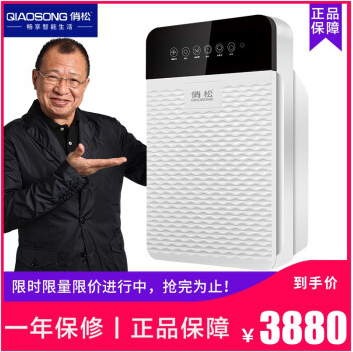 QIAOSONG 俏松
畅享智能生活
正品
保障
俏松
QIAOSONG
限时限量限价进行中，抢完为止！
到手价
一年保修｜正品保障
¥3880